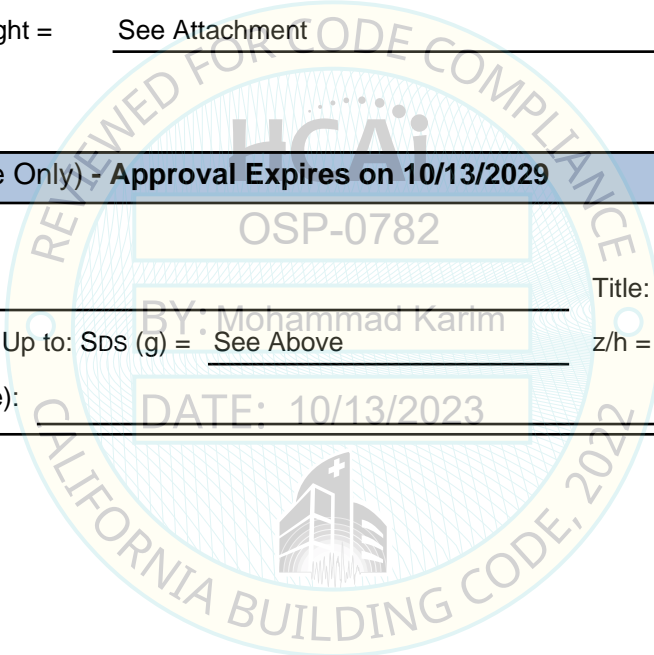 ght = See Attachment
REVIEWED FOR CODE COMPLIANCE
HCAi
e Only) - Approval Expires on 10/13/2029
OSP-0782
Title:
BY: Mohammad Karim
Up to: SDS (g) = See Above z/h =
e):
DATE: 10/13/2023
CALIFORNIA BUILDING CODE, 2022